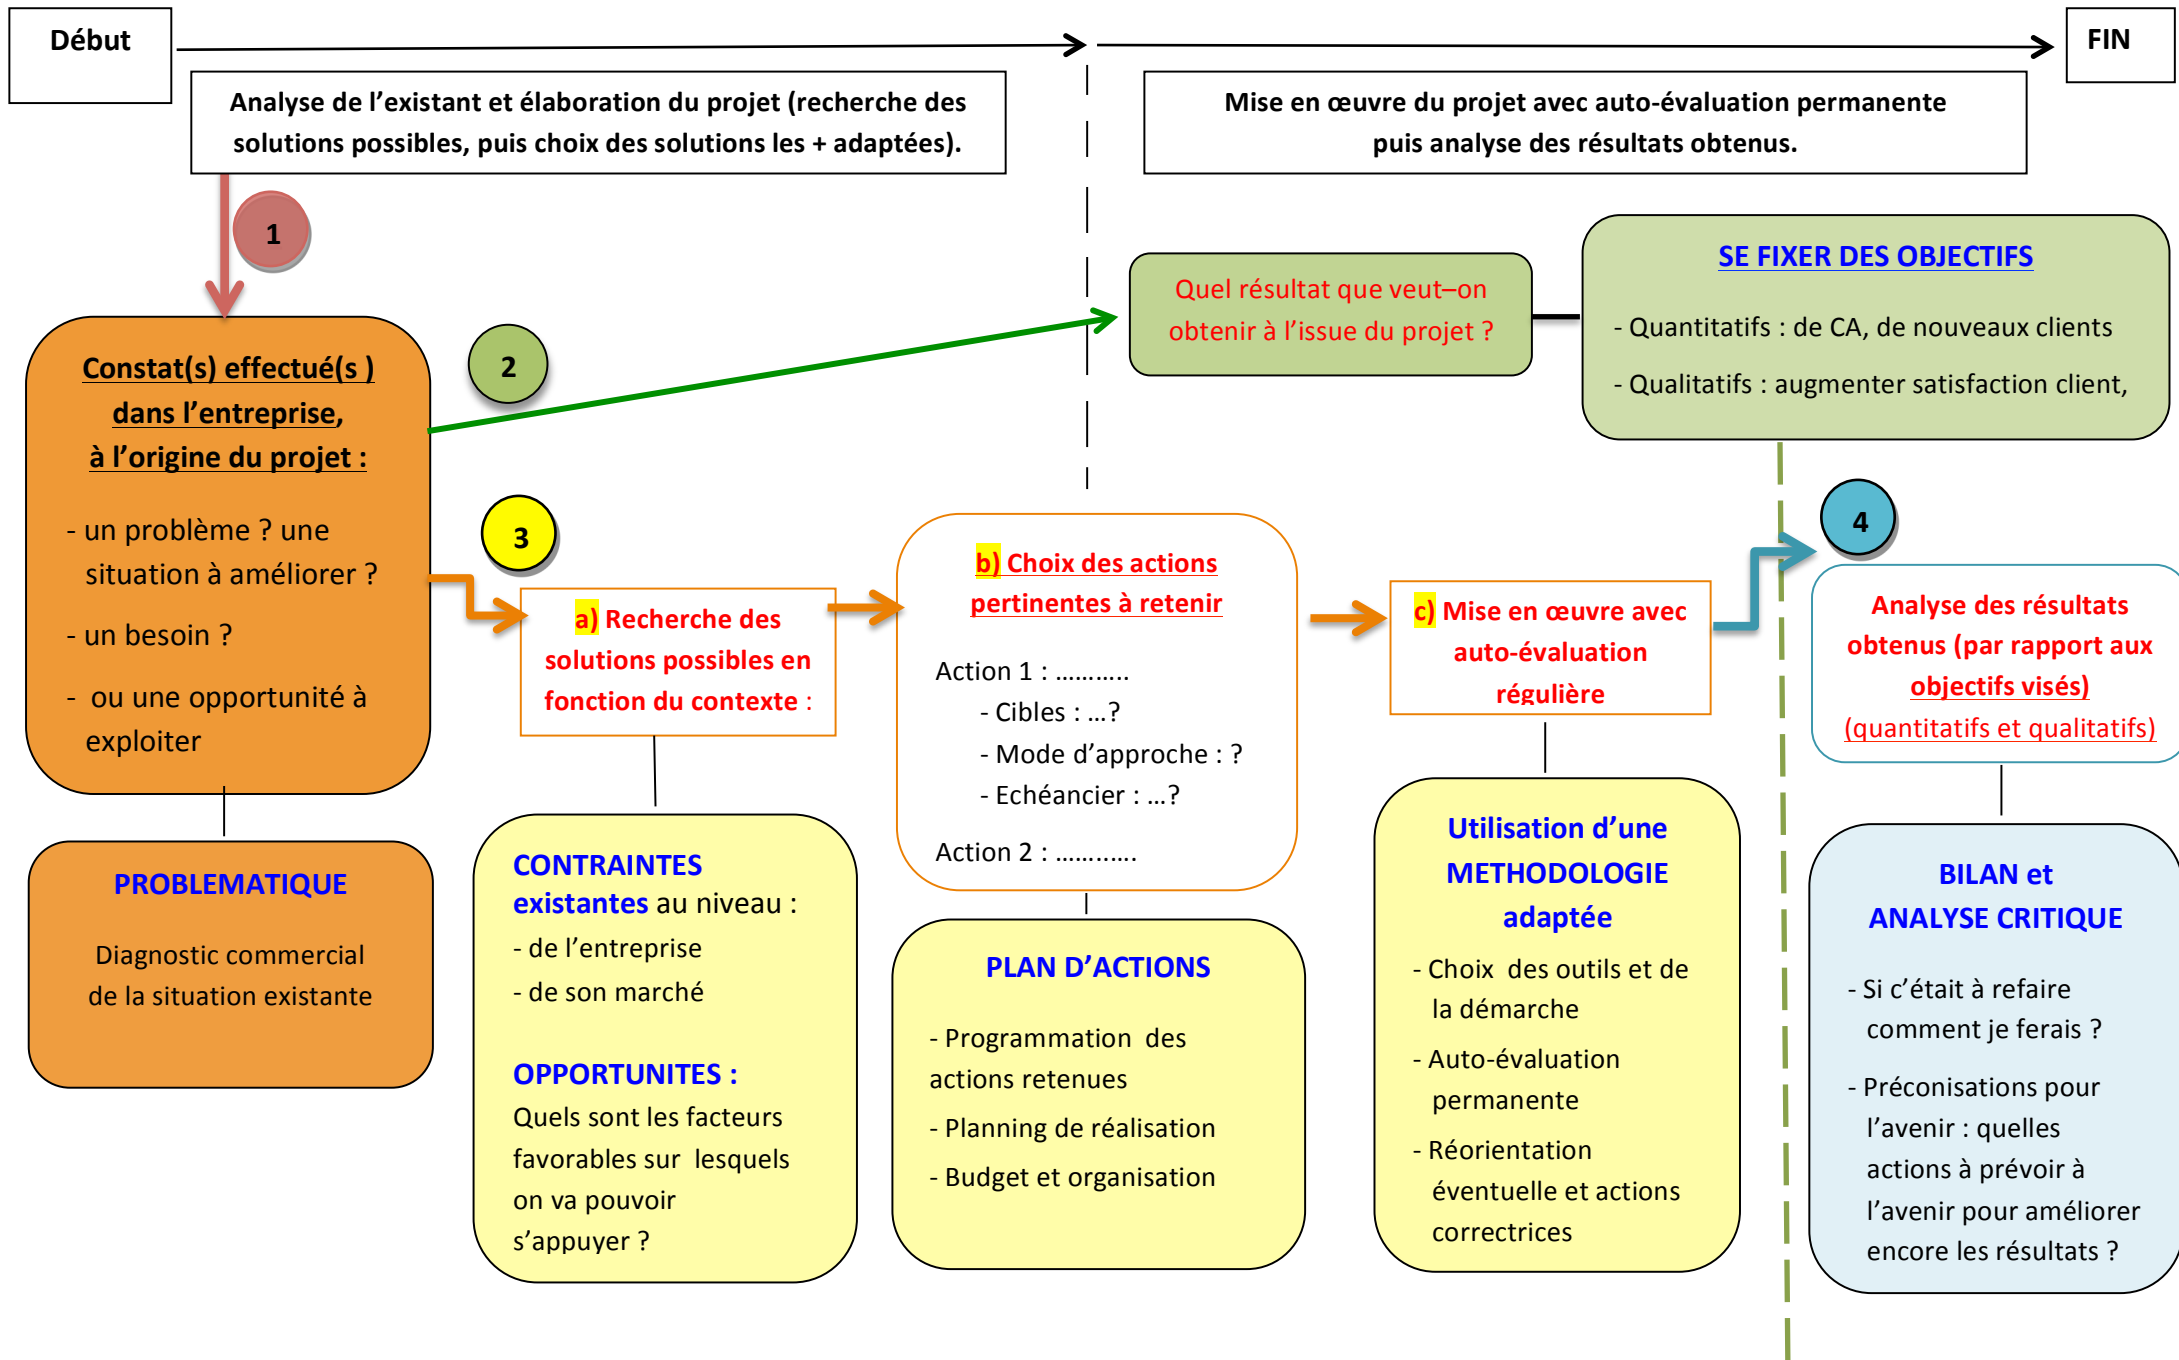 Début
FIN
Analyse de l’existant et élaboration du projet (recherche des
solutions possibles, puis choix des solutions les + adaptées).
Mise en œuvre du projet avec auto-évaluation permanente
puis analyse des résultats obtenus.
1
Constat(s) effectué(s )
dans l’entreprise,
à l’origine du projet :
- un problème ? une
situation à améliorer ?
- un besoin ?
- ou une opportunité à
exploiter
PROBLEMATIQUE
Diagnostic commercial
de la situation existante
2
Quel résultat que veut–on
obtenir à l’issue du projet ?
SE FIXER DES OBJECTIFS
- Quantitatifs : de CA, de nouveaux clients
- Qualitatifs : augmenter satisfaction client,
3
a) Recherche des
solutions possibles en
fonction du contexte :
CONTRAINTES
existantes au niveau :
- de l’entreprise
- de son marché
OPPORTUNITES :
Quels sont les facteurs
favorables sur lesquels
on va pouvoir
s’appuyer ?
b) Choix des actions
pertinentes à retenir
Action 1 : ………..
- Cibles : …?
- Mode d’approche : ?
- Echéancier : …?
Action 2 : ……..….
PLAN D’ACTIONS
- Programmation des
actions retenues
- Planning de réalisation
- Budget et organisation
c) Mise en œuvre avec
auto-évaluation
régulière
Utilisation d’une
METHODOLOGIE
adaptée
- Choix des outils et de
la démarche
- Auto-évaluation
permanente
- Réorientation
éventuelle et actions
correctrices
4
Analyse des résultats
obtenus (par rapport aux
objectifs visés)
(quantitatifs et qualitatifs)
BILAN et
ANALYSE CRITIQUE
- Si c’était à refaire
comment je ferais ?
- Préconisations pour
l’avenir : quelles
actions à prévoir à
l’avenir pour améliorer
encore les résultats ?